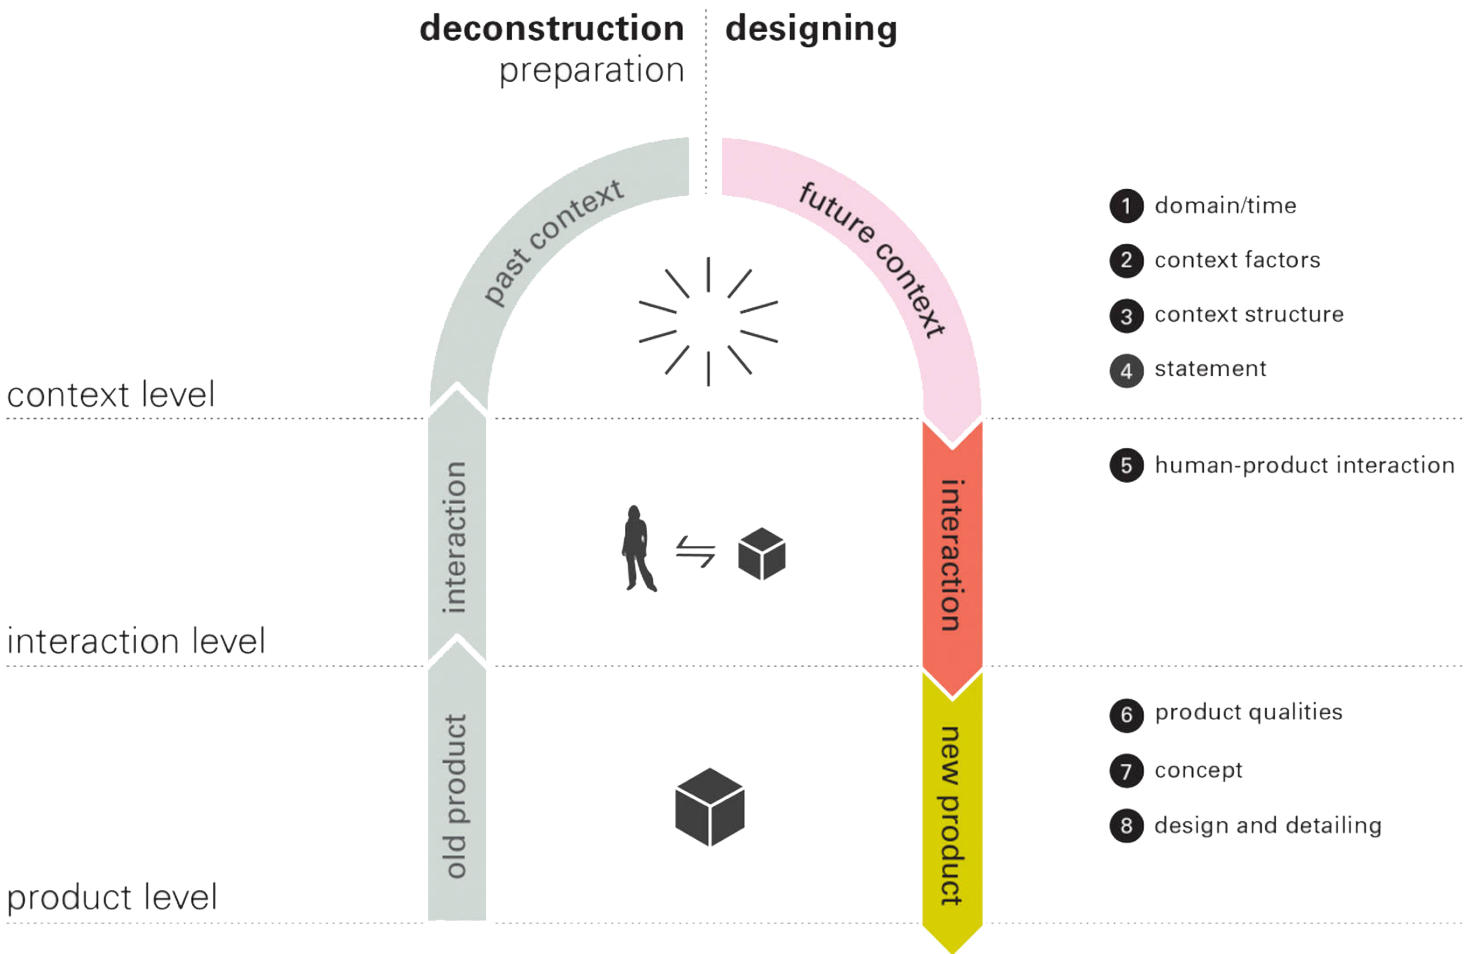 deconstruction
preparation
designing
past context
future context
1 domain/time
2 context factors
3 context structure
4 statement
context level
interaction
interaction
5 human-product interaction
interaction level
old product
new product
6 product qualities
7 concept
8 design and detailing
product level